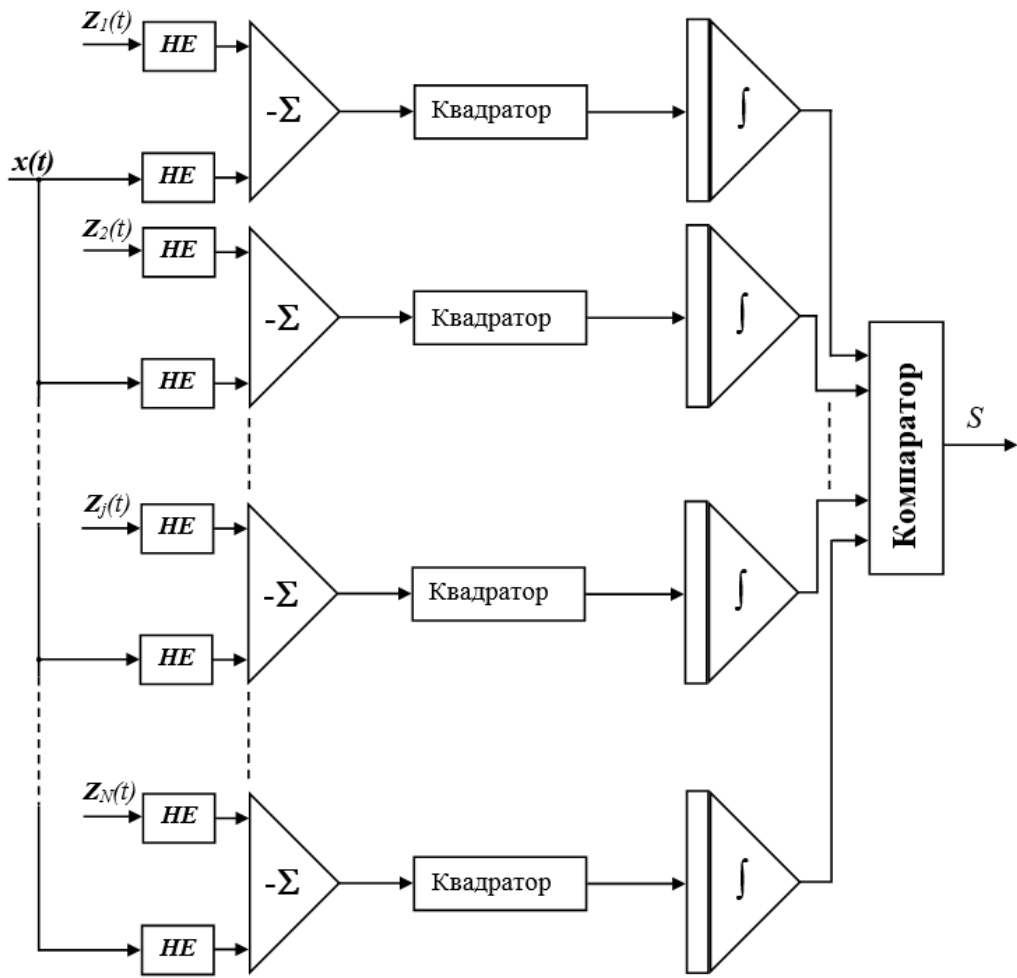 Z1(t)
НЕ
-Σ
Квадратор
∫
x(t)
НЕ
Z2(t)
НЕ
-Σ
Квадратор
∫
НЕ
Компаратор
S
Zj(t)
НЕ
-Σ
Квадратор
∫
НЕ
ZN(t)
НЕ
-Σ
Квадратор
∫
НЕ